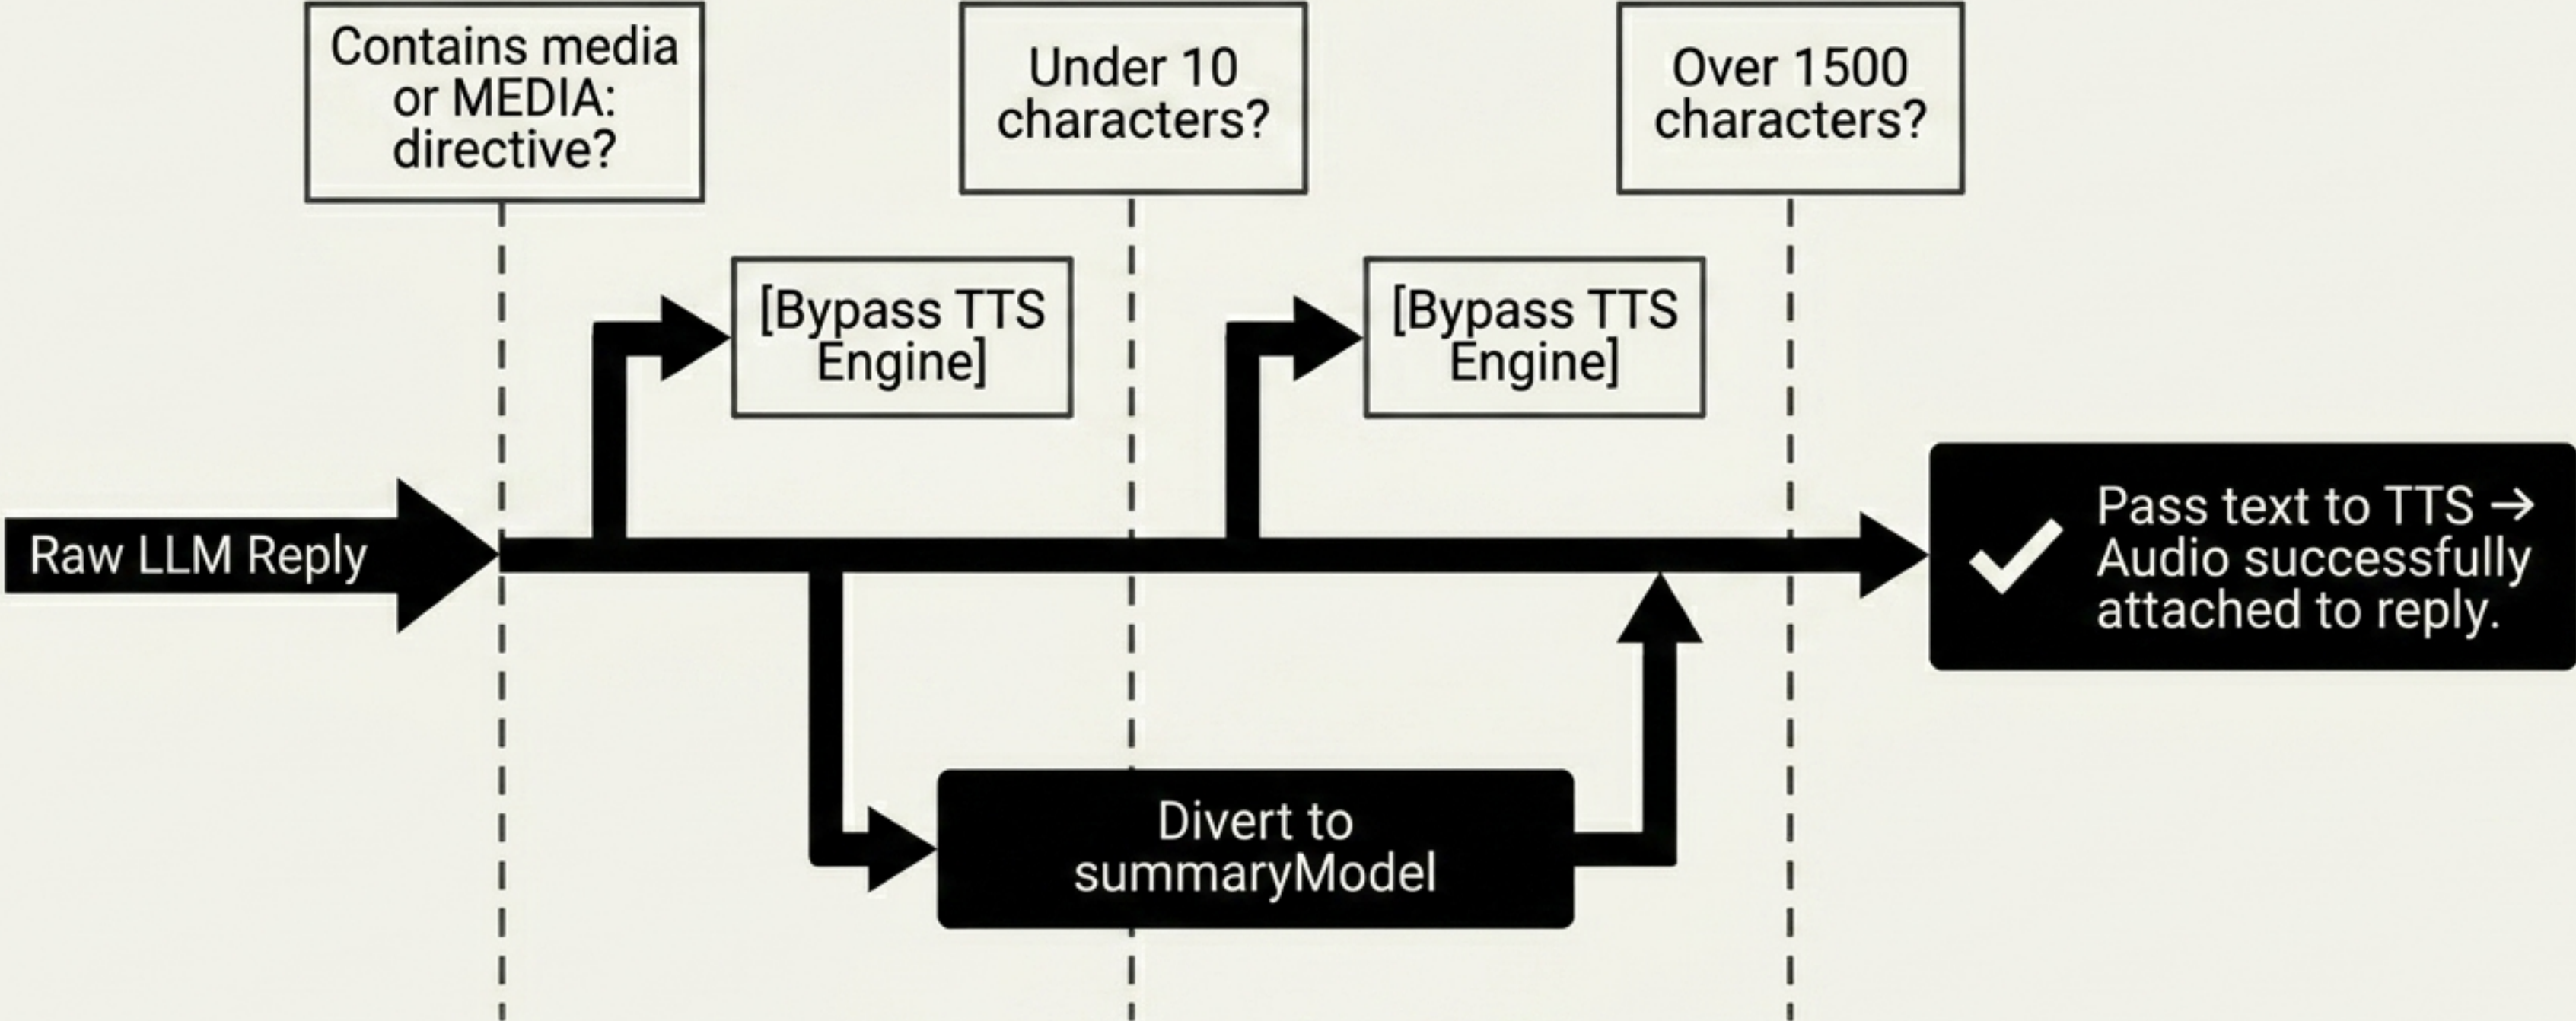 Contains media
or MEDIA:
directive?
Under 10
characters?
Over 1500
characters?
[Bypass TTS
Engine]
[Bypass TTS
Engine]
Raw LLM Reply
Pass text to TTS →
Audio successfully
attached to reply.
Divert to
summaryModel